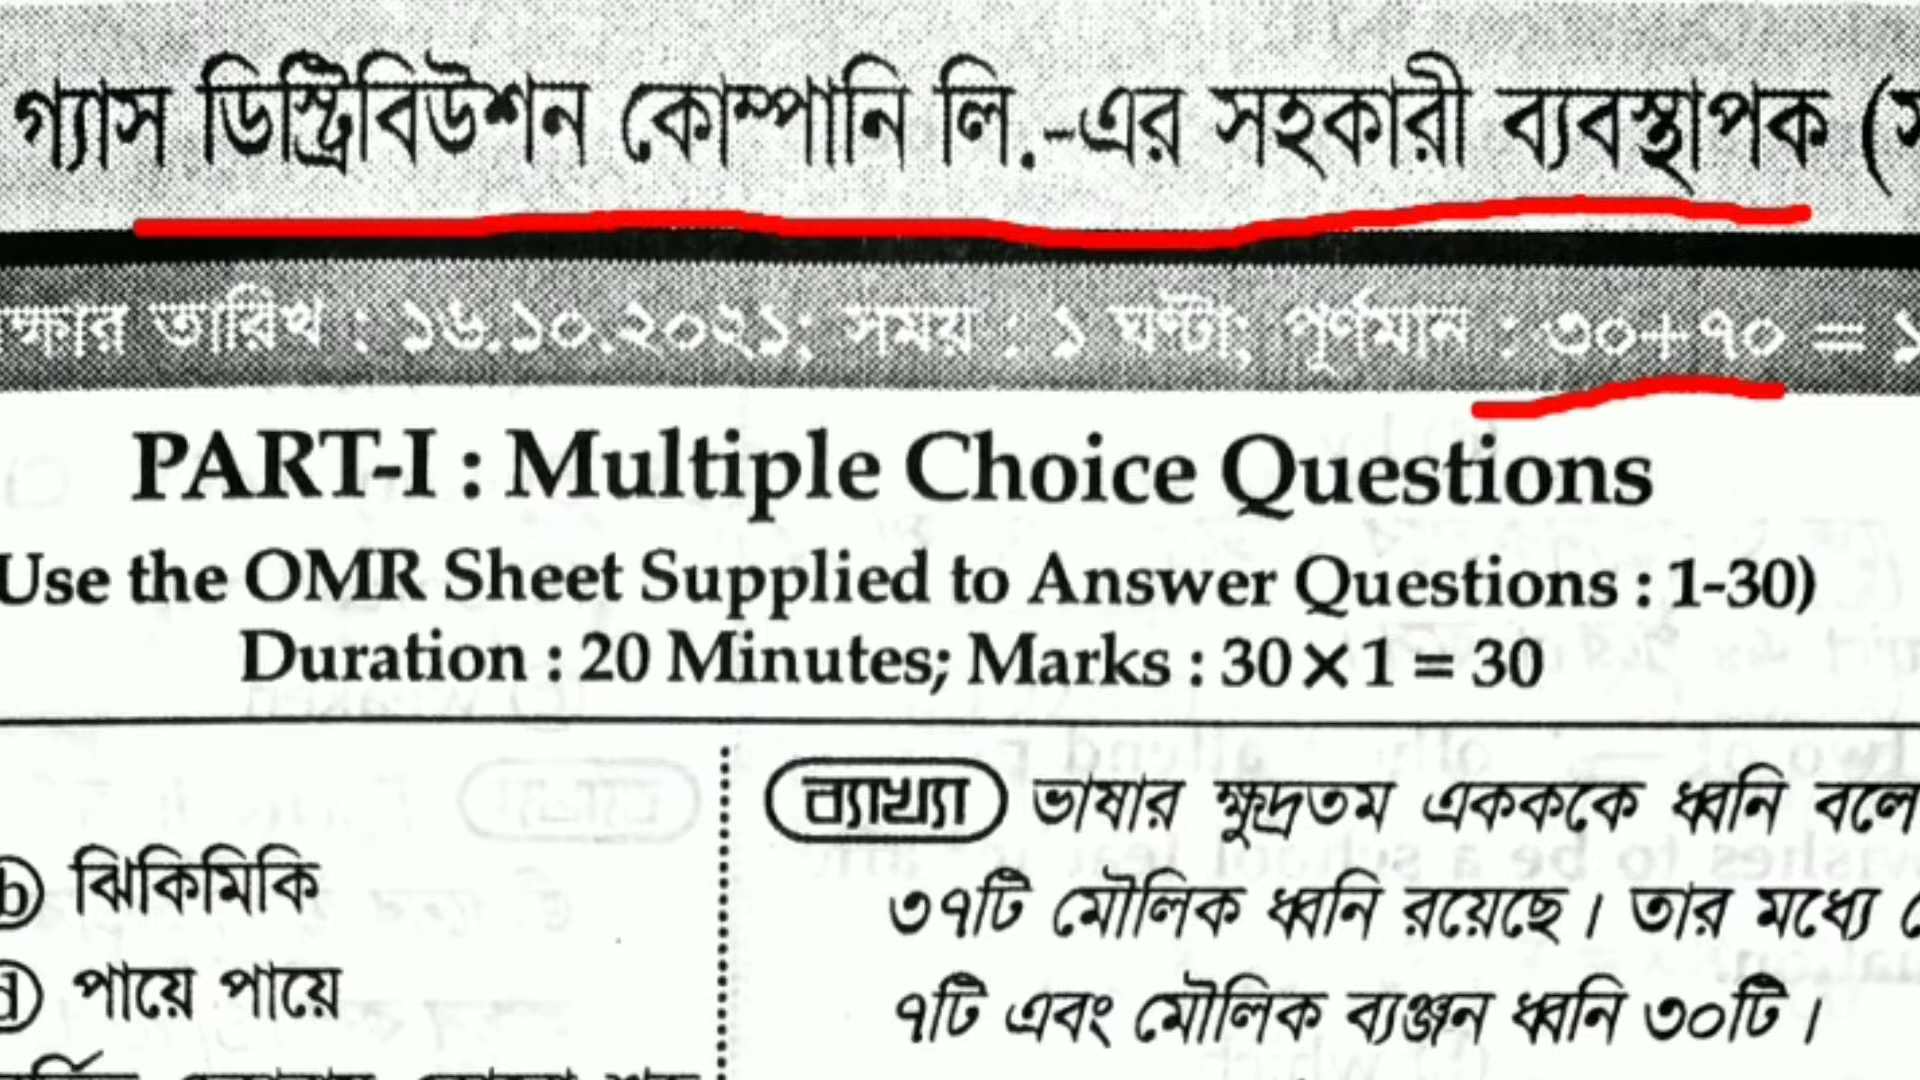 গ্যাস ডিস্ট্রিবিউশন কোম্পানি লি.-এর সহকারী ব্যবস্থাপক (স
ক্ষার তারিখ : ১৬.১০.২০২১; সময় : ১ ঘণ্টা; পূর্ণমান : ৩০+৭০ = ১
PART-I : Multiple Choice Questions
Use the OMR Sheet Supplied to Answer Questions : 1-30)
Duration : 20 Minutes; Marks : 30×1 = 30
b ঝিকিমিকি
d পায়ে পায়ে
ব্যাখ্যা ভাষার ক্ষুদ্রতম একককে ধ্বনি বলে
৩৭টি মৌলিক ধ্বনি রয়েছে। তার মধ্যে
৭টি এবং মৌলিক ব্যঞ্জন ধ্বনি ৩০টি।